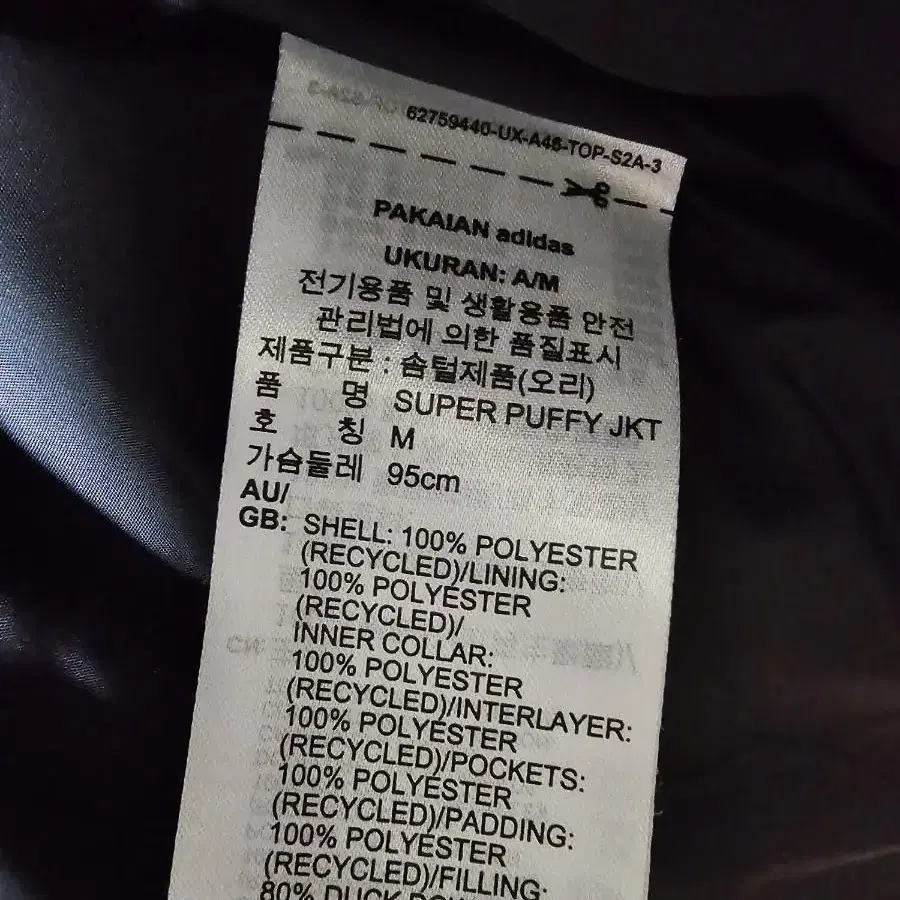 62759440-UX-A46-TOP-S2A-3
PAKAIAN adidas
UKURAN: A/M
전기용품 및 생활용품 안전
관리법에 의한 품질표시
제품구분 : 솜털제품(오리)
품 명 SUPER PUFFY JKT
호 칭 M
가슴둘레 95cm
AU/
GB: SHELL: 100% POLYESTER
(RECYCLED)/LINING:
100% POLYESTER
(RECYCLED)/
INNER COLLAR:
100% POLYESTER
(RECYCLED)/INTERLAYER:
100% POLYESTER
(RECYCLED)/POCKETS:
100% POLYESTER
(RECYCLED)/PADDING:
100% POLYESTER
(RECYCLED)/FILLING:
80% DUCK